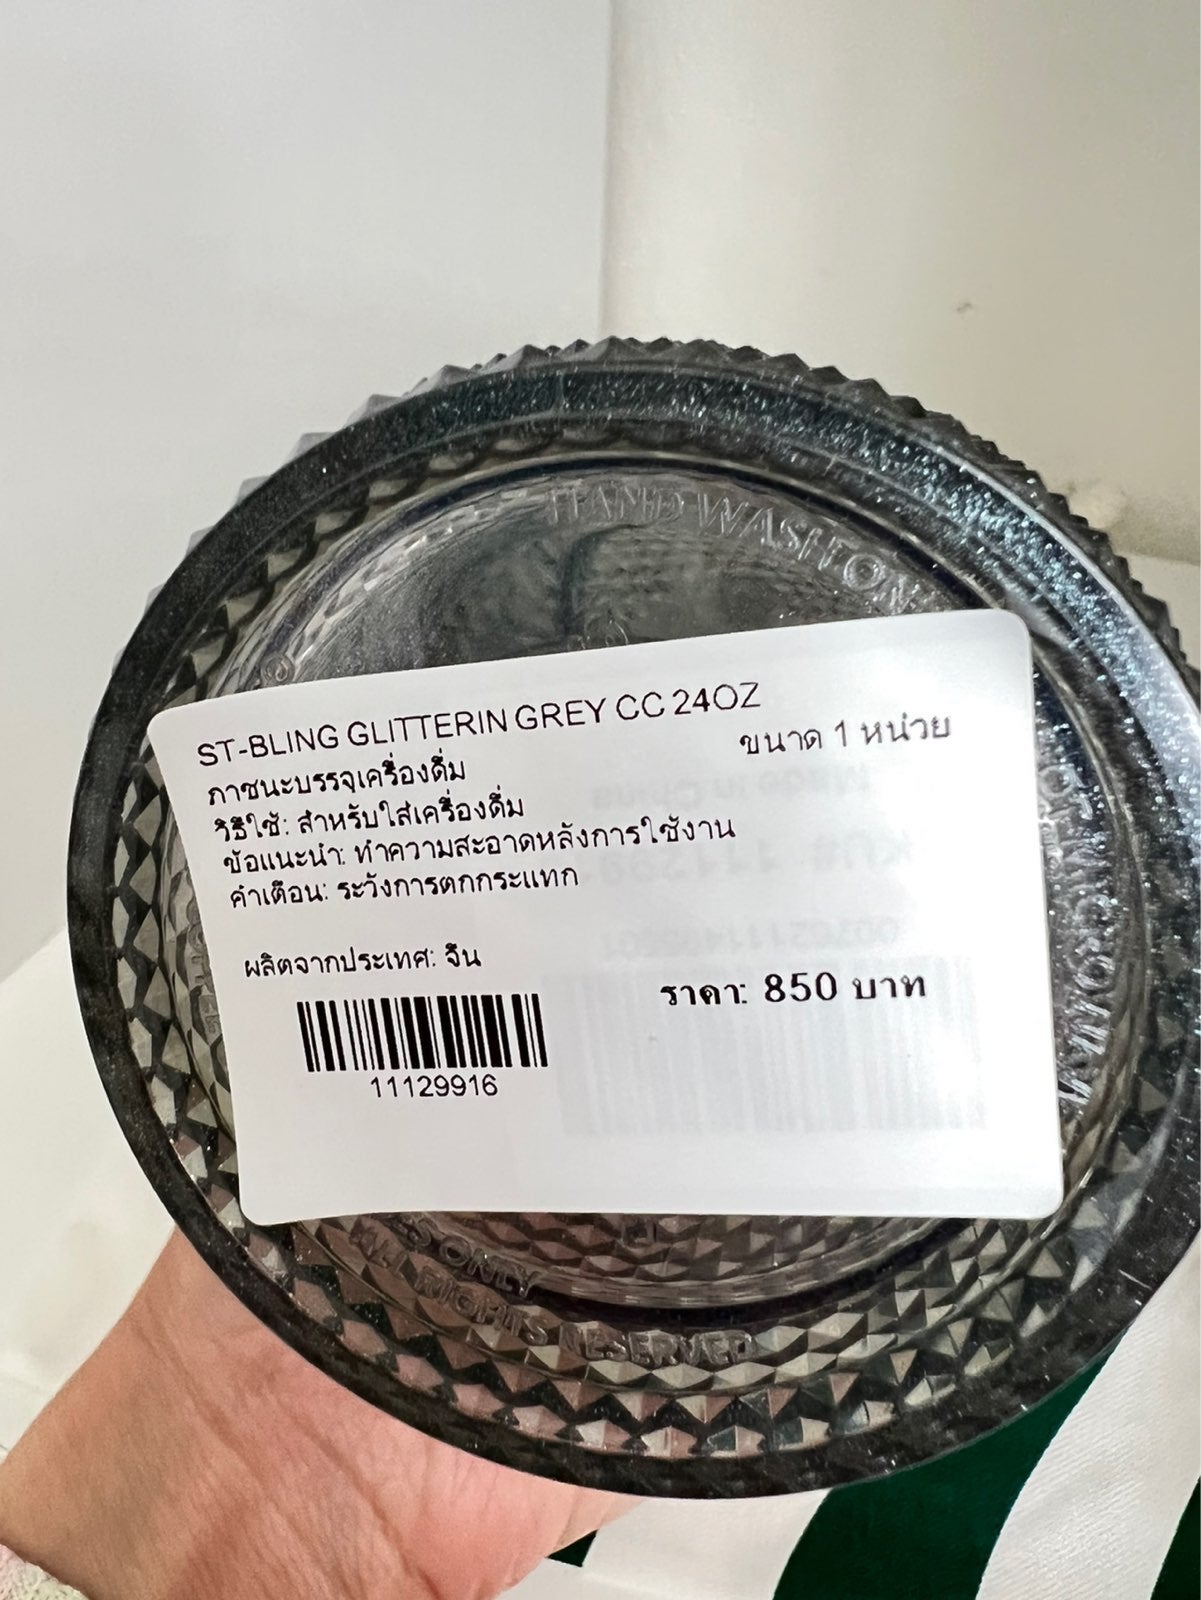 HAND WASH ON
ST-BLING GLITTERIN GREY CC 24OZ
ขนาด 1 หน่วย
ภาชนะบรรจุเครื่องดื่ม
วิธีใช้: สำหรับใส่เครื่องดื่ม
ข้อแนะนำ: ทำความสะอาดหลังการใช้งาน
คำเตือน: ระวังการตกกระแทก
ผลิตจากประเทศ: จีน
ราคา: 850 บาท
11129916
ONLY
ALL RIGHTS RESERVED